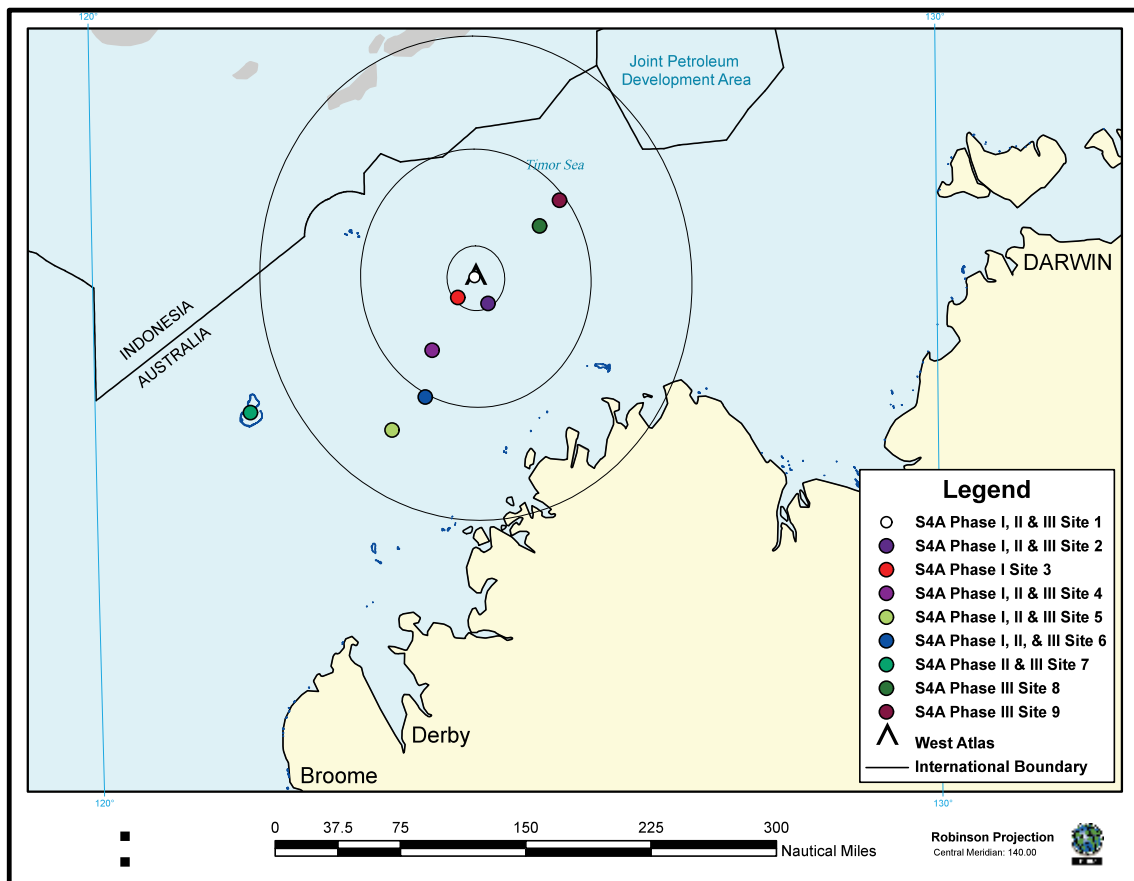 120°
130°
Joint Petroleum
Development Area
Timor Sea
DARWIN
INDONESIA
AUSTRALIA
Derby
Broome
Legend
S4A Phase I, II & III Site 1
S4A Phase I, II & III Site 2
S4A Phase I Site 3
S4A Phase I, II & III Site 4
S4A Phase I, II & III Site 5
S4A Phase I, II, & III Site 6
S4A Phase II & III Site 7
S4A Phase III Site 8
S4A Phase III Site 9
West Atlas
International Boundary
120°
130°
0 37.5 75 150 225 300
Nautical Miles
Robinson Projection
Central Meridian: 140.00